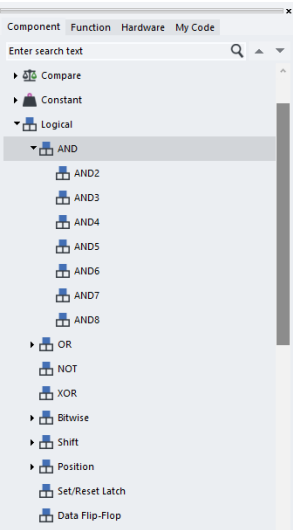 Component Function Hardware My Code
Enter search text
Compare
Constant
Logical
AND
AND2
AND3
AND4
AND5
AND6
AND7
AND8
OR
NOT
XOR
Bitwise
Shift
Position
Set/Reset Latch
Data Flip-Flop